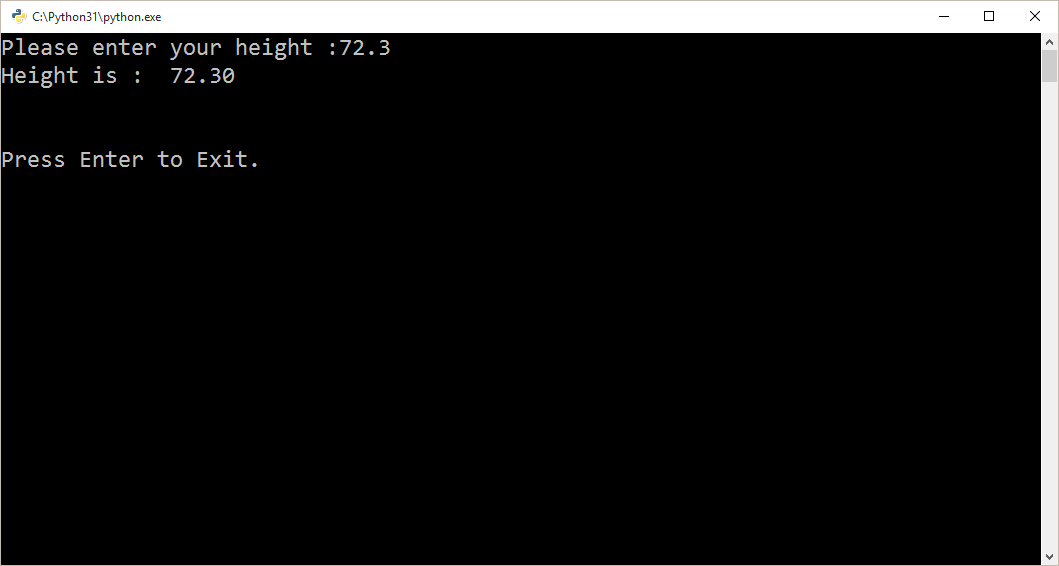 C:\Python31\python.exe
Please enter your height :72.3
Height is :  72.30
Press Enter to Exit.